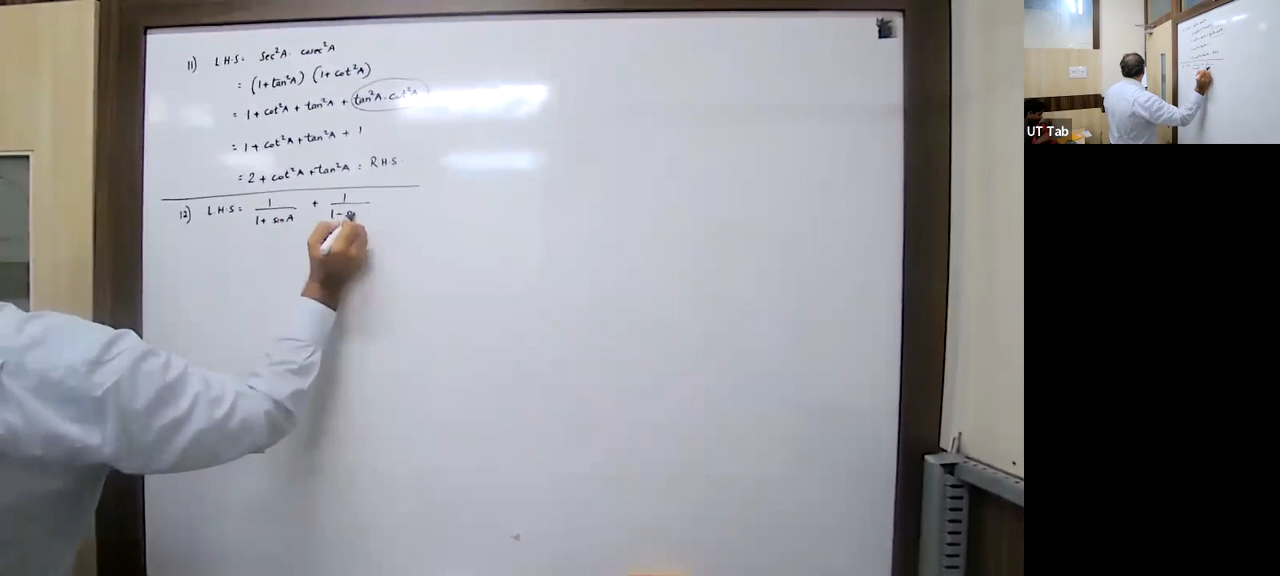 11) L.H.S = sec²A. cosec²A
= (1+tan²A) (1+cot²A)
= 1+cot²A + tan²A + tan²A.cot²A
= 1+cot²A+tan²A + 1
= 2+cot²A+tan²A = R.H.S.
12) L.H.S = 1/(1+ sinA) + 1/(1-
UT Tab